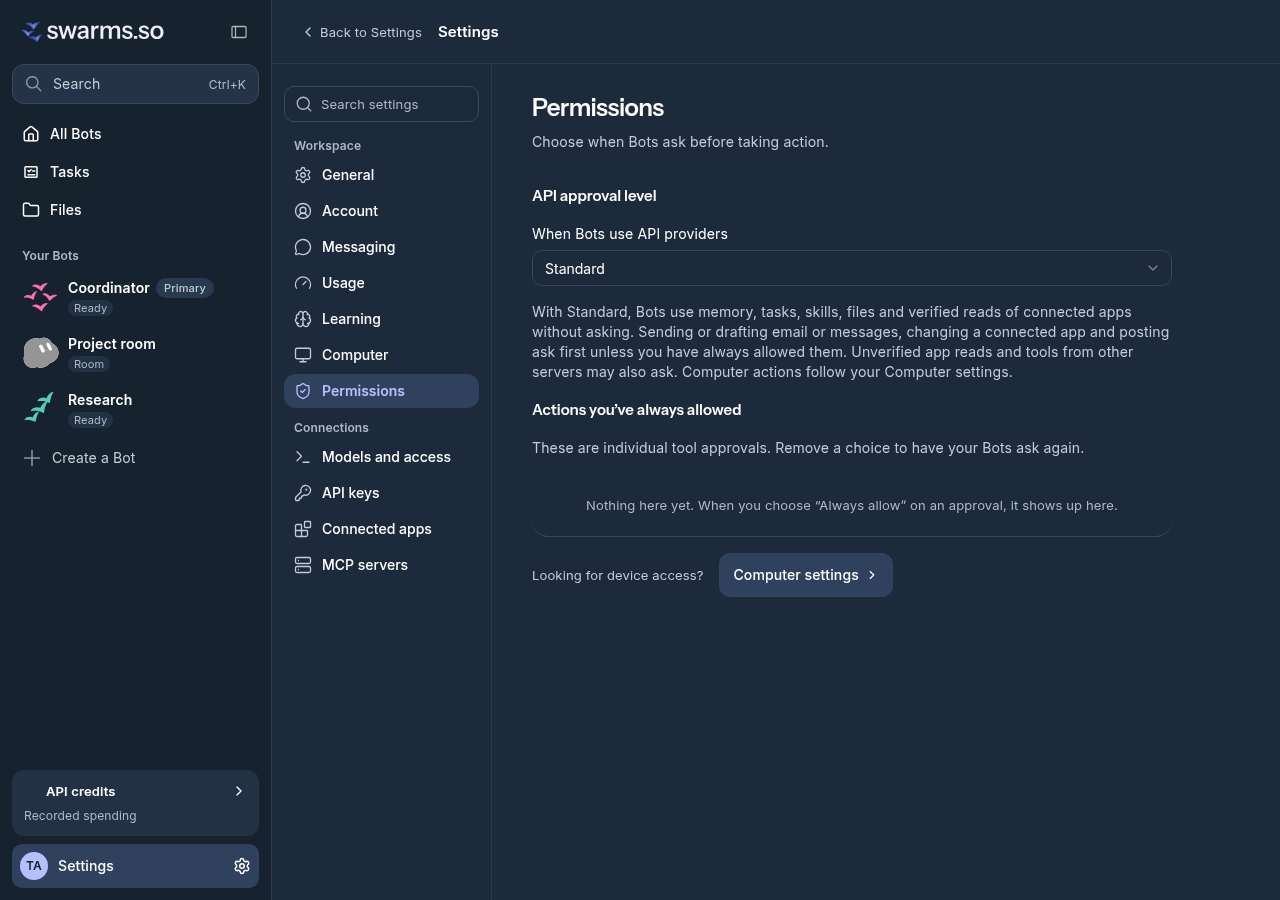 swarms.so
Search Ctrl+K
All Bots
Tasks
Files
Your Bots
Coordinator Primary
Ready
Project room
Room
Research
Ready
Create a Bot
API credits
Recorded spending
TA Settings
Back to Settings Settings
Search settings
Workspace
General
Account
Messaging
Usage
Learning
Computer
Permissions
Connections
Models and access
API keys
Connected apps
MCP servers
Permissions
Choose when Bots ask before taking action.
API approval level
When Bots use API providers
Standard
With Standard, Bots use memory, tasks, skills, files and verified reads of connected apps
without asking. Sending or drafting email or messages, changing a connected app and posting
ask first unless you have always allowed them. Unverified app reads and tools from other
servers may also ask. Computer actions follow your Computer settings.
Actions you’ve always allowed
These are individual tool approvals. Remove a choice to have your Bots ask again.
Nothing here yet. When you choose “Always allow” on an approval, it shows up here.
Looking for device access? Computer settings